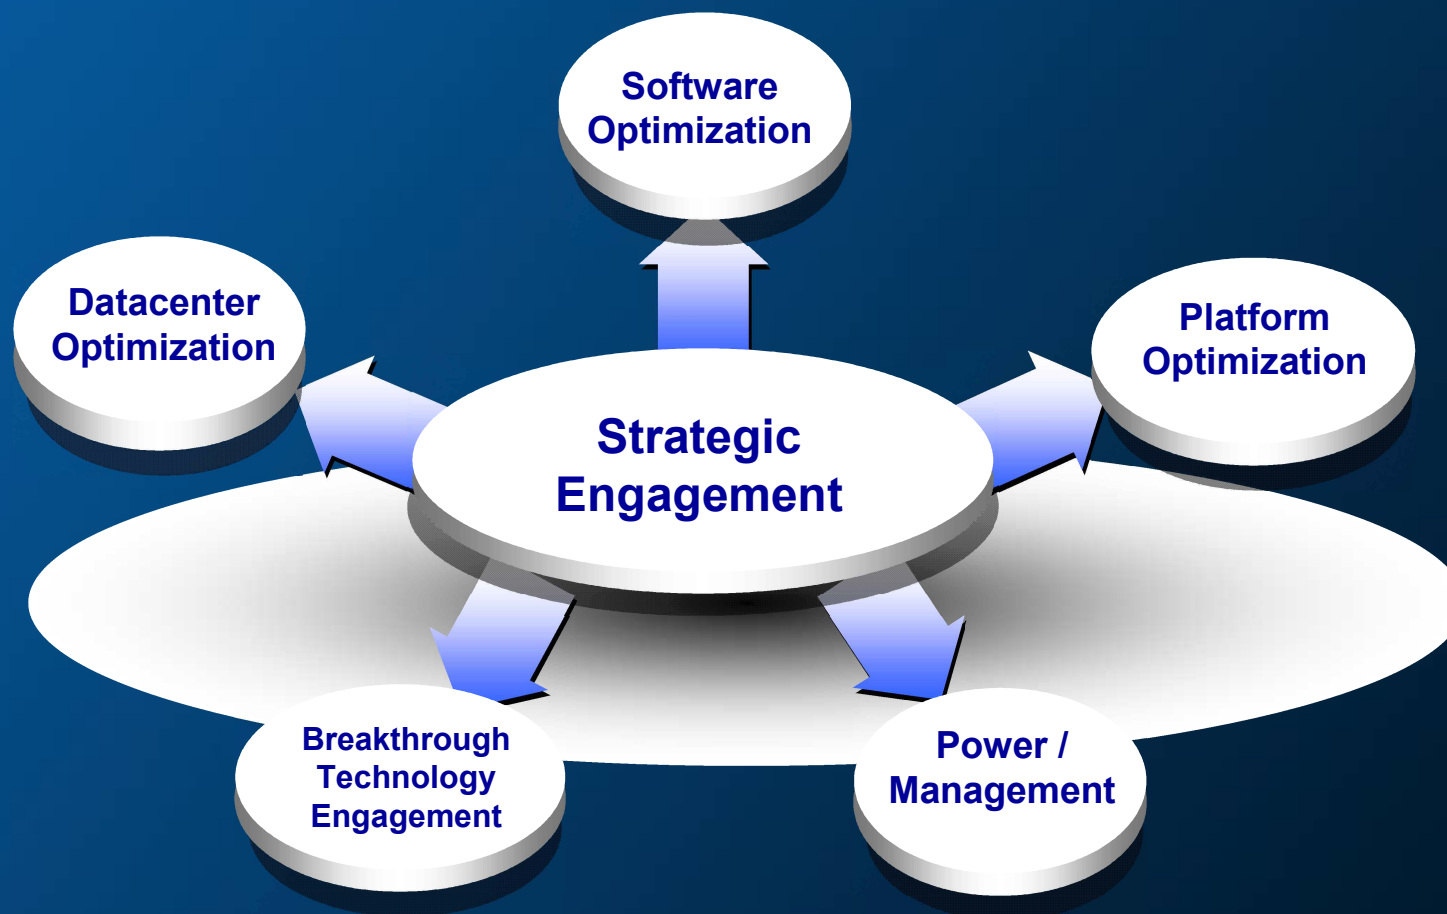 Software
Optimization
Datacenter
Optimization
Platform
Optimization
Strategic
Engagement
Breakthrough
Technology
Engagement
Power /
Management